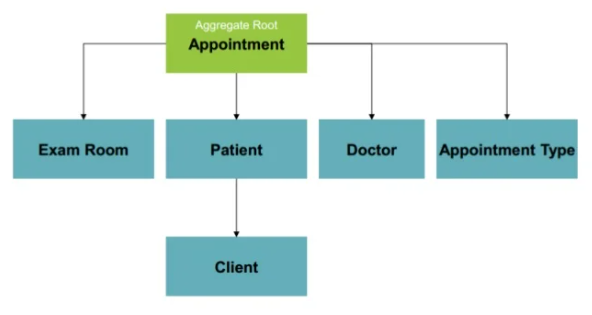 Aggregate Root
Appointment
Exam Room
Patient
Doctor
Appointment Type
Client